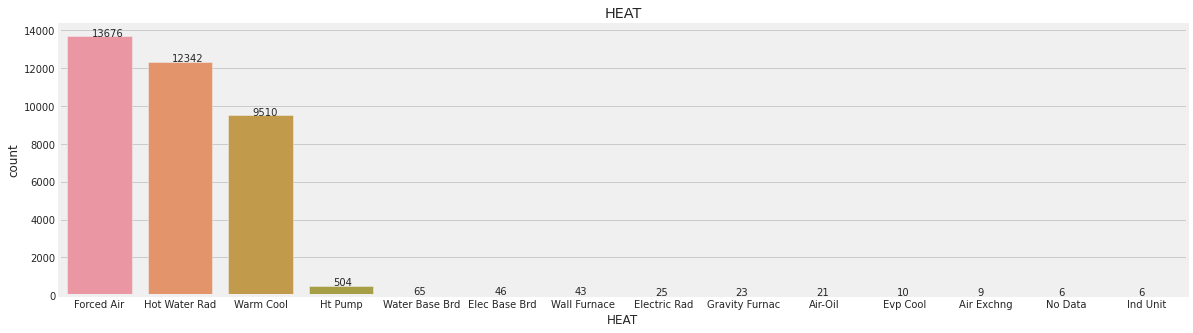 HEAT
14000
12000
10000
8000
6000
4000
2000
0
count
13676
12342
9510
504
65
46
43
25
23
21
10
9
6
6
Forced Air
Hot Water Rad
Warm Cool
Ht Pump
Water Base Brd
Elec Base Brd
Wall Furnace
Electric Rad
Gravity Furnac
Air-Oil
Evp Cool
Air Exchng
No Data
Ind Unit
HEAT